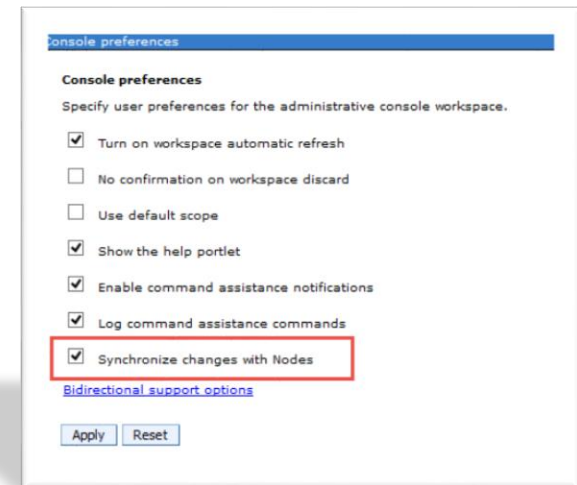 Console preferences
Console preferences
Specify user preferences for the administrative console workspace.
Turn on workspace automatic refresh
No confirmation on workspace discard
Use default scope
Show the help portlet
Enable command assistance notifications
Log command assistance commands
Synchronize changes with Nodes
Bidirectional support options
Apply Reset